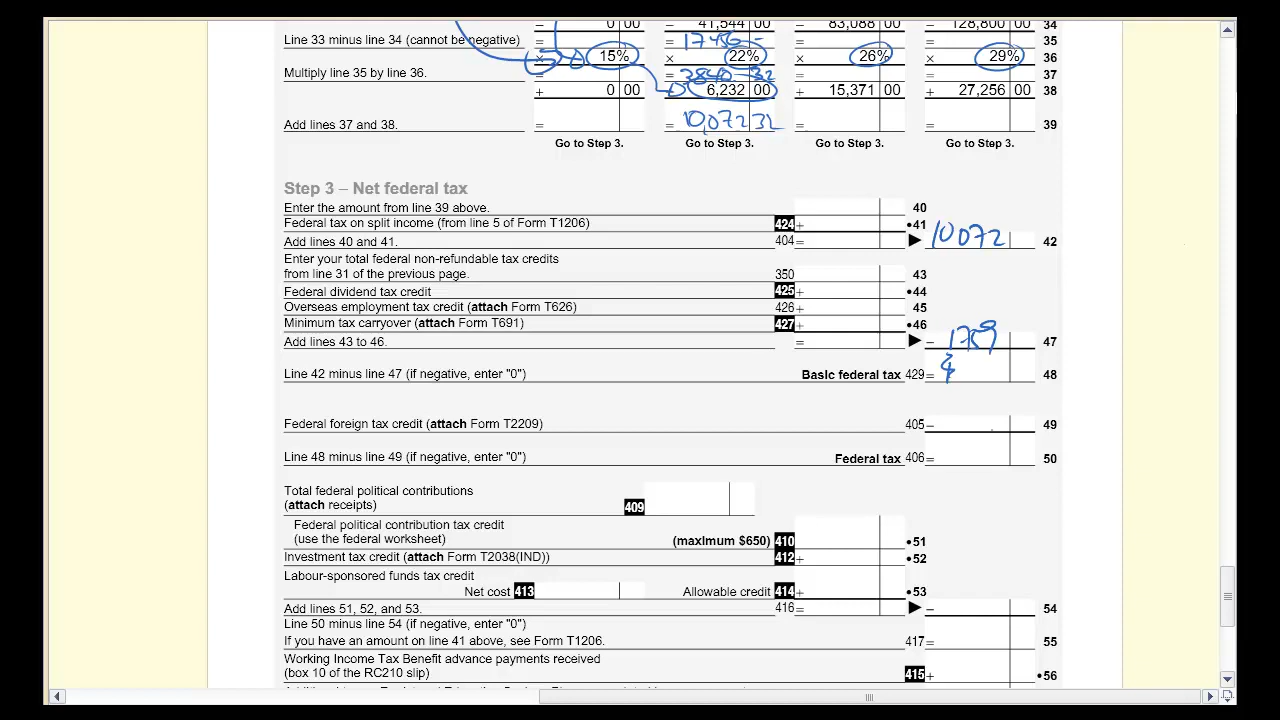 0 00 41,544 00 83,088 00 128,800 00 34
Line 33 minus line 34 (cannot be negative) = = 17456 - = = 35
× 15% × 22% × 26% × 29% 36
Multiply line 35 by line 36. = = 3840 32 = = 37
+ 0 00 6,232 00 + 15,371 00 + 27,256 00 38
Add lines 37 and 38. = = 10,072 32 = = 39
Go to Step 3. Go to Step 3. Go to Step 3. Go to Step 3.
Step 3 – Net federal tax
Enter the amount from line 39 above. 40
Federal tax on split income (from line 5 of Form T1206) 424 + •41
Add lines 40 and 41. 404 = ► 10072 42
Enter your total federal non-refundable tax credits
from line 31 of the previous page. 350 43
Federal dividend tax credit 425 + •44
Overseas employment tax credit (attach Form T626) 426 + 45
Minimum tax carryover (attach Form T691) 427 + •46
Add lines 43 to 46. = ► – 1759 47
Line 42 minus line 47 (if negative, enter "0") Basic federal tax 429 = 48
Federal foreign tax credit (attach Form T2209) 405 – 49
Line 48 minus line 49 (if negative, enter "0") Federal tax 406 = 50
Total federal political contributions
(attach receipts) 409
Federal political contribution tax credit
(use the federal worksheet) (maximum $650) 410 •51
Investment tax credit (attach Form T2038(IND)) 412 + •52
Labour-sponsored funds tax credit
Net cost 413 Allowable credit 414 + •53
Add lines 51, 52, and 53. 416 = ► – 54
Line 50 minus line 54 (if negative, enter "0")
If you have an amount on line 41 above, see Form T1206. 417 = 55
Working Income Tax Benefit advance payments received
(box 10 of the RC210 slip) 415 + •56